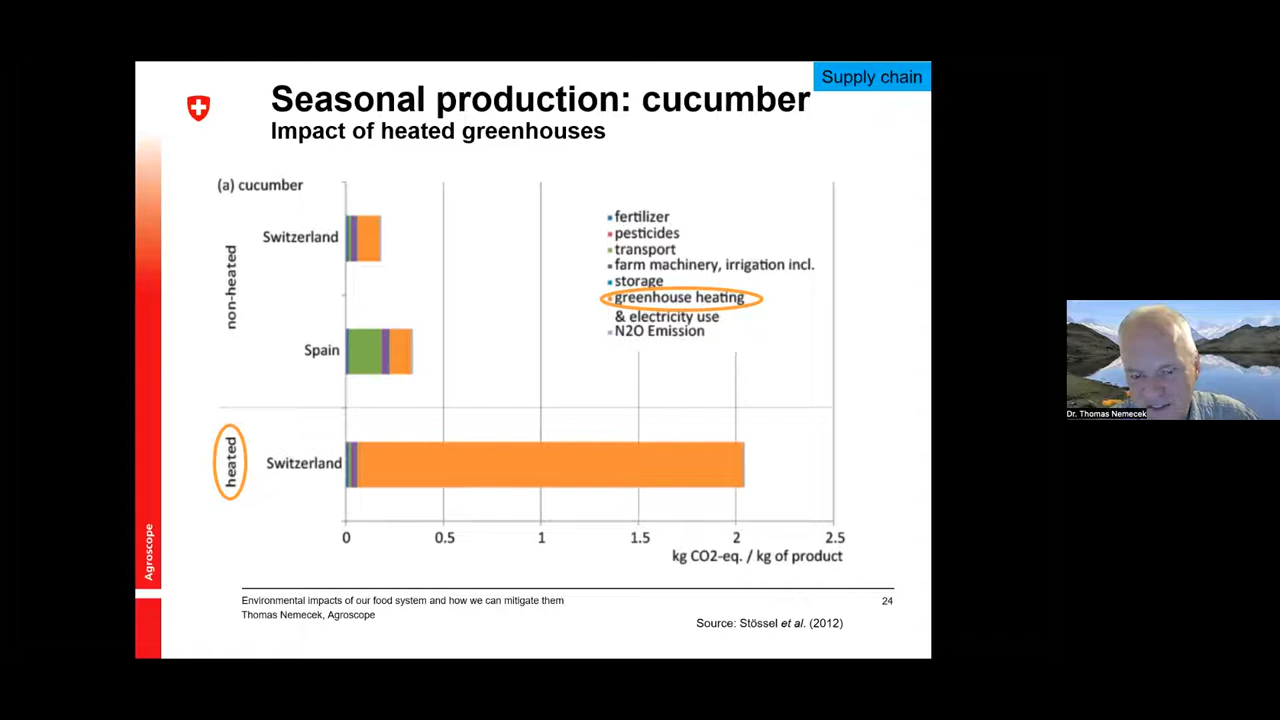 Supply chain
Seasonal production: cucumber
Impact of heated greenhouses
(a) cucumber
non-heated
Switzerland
Spain
heated
Switzerland
fertilizer
pesticides
transport
farm machinery, irrigation incl.
storage
greenhouse heating
& electricity use
N2O Emission
0 0.5 1 1.5 2 2.5
kg CO2-eq. / kg of product
Agroscope
Environmental impacts of our food system and how we can mitigate them
Thomas Nemecek, Agroscope
24
Source: Stössel et al. (2012)
Dr. Thomas Nemecek